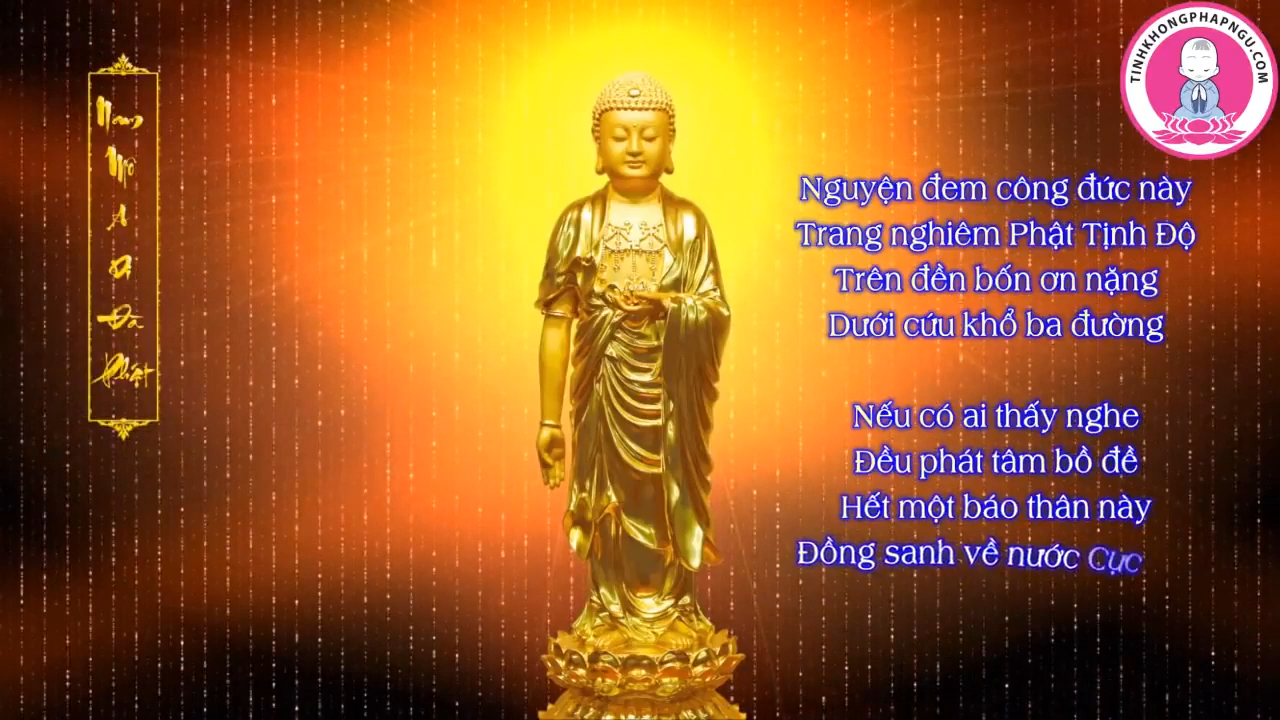 Nam
Mô
A
Di
Đà
Phật
TINHKHONGPHAPNGU.COM
Nguyện đem công đức này
Trang nghiêm Phật Tịnh Độ
Trên đền bốn ơn nặng
Dưới cứu khổ ba đường
Nếu có ai thấy nghe
Đều phát tâm bồ đề
Hết một báo thân này
Đồng sanh về nước Cực